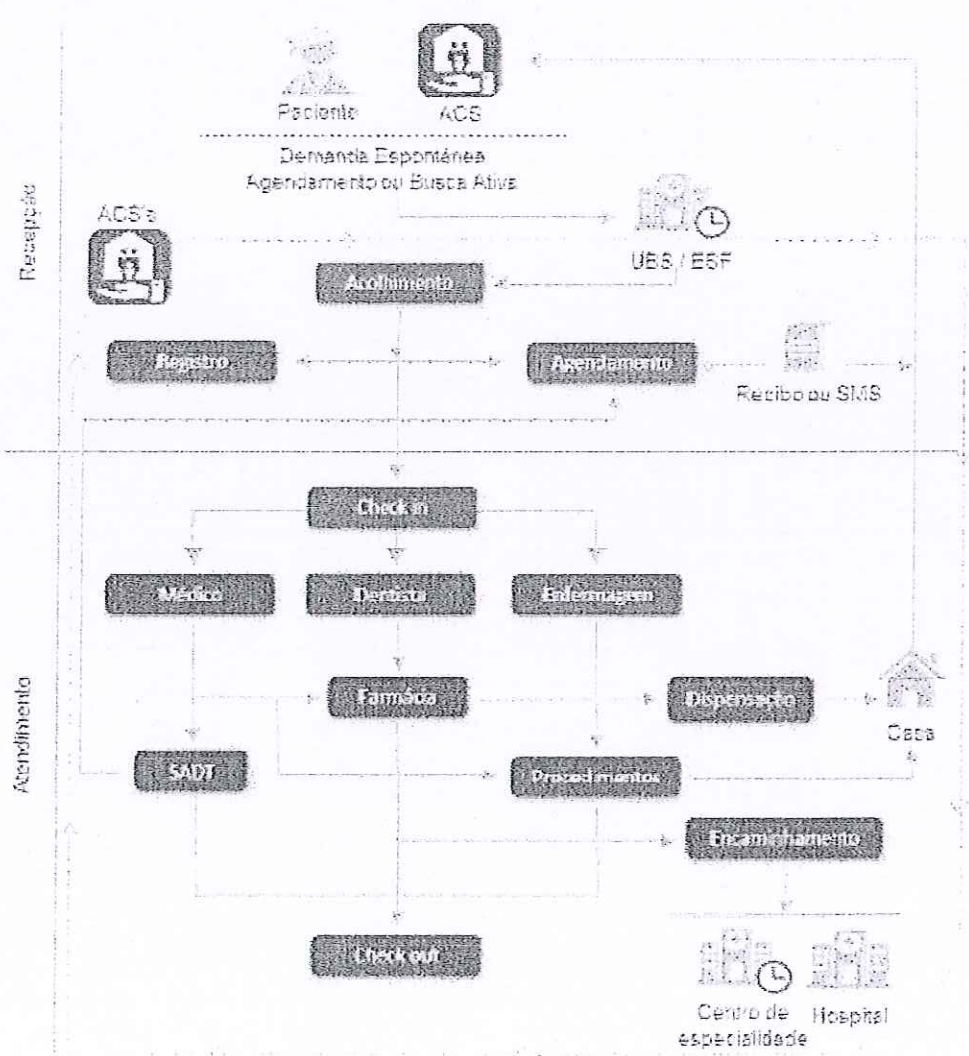 Paciente
ACS
Demanda Espontânea
Agendamento ou Busca Ativa
Recepção
ACS's
UBS / ESF
Acolhimento
Registro
Agendamento
Recibo ou SMS
Check in
Médico
Dentista
Enfermagem
Atendimento
Farmácia
Dispensação
Casa
SADT
Procedimentos
Encaminhamento
Check out
Centro de
especialidade
Hospital